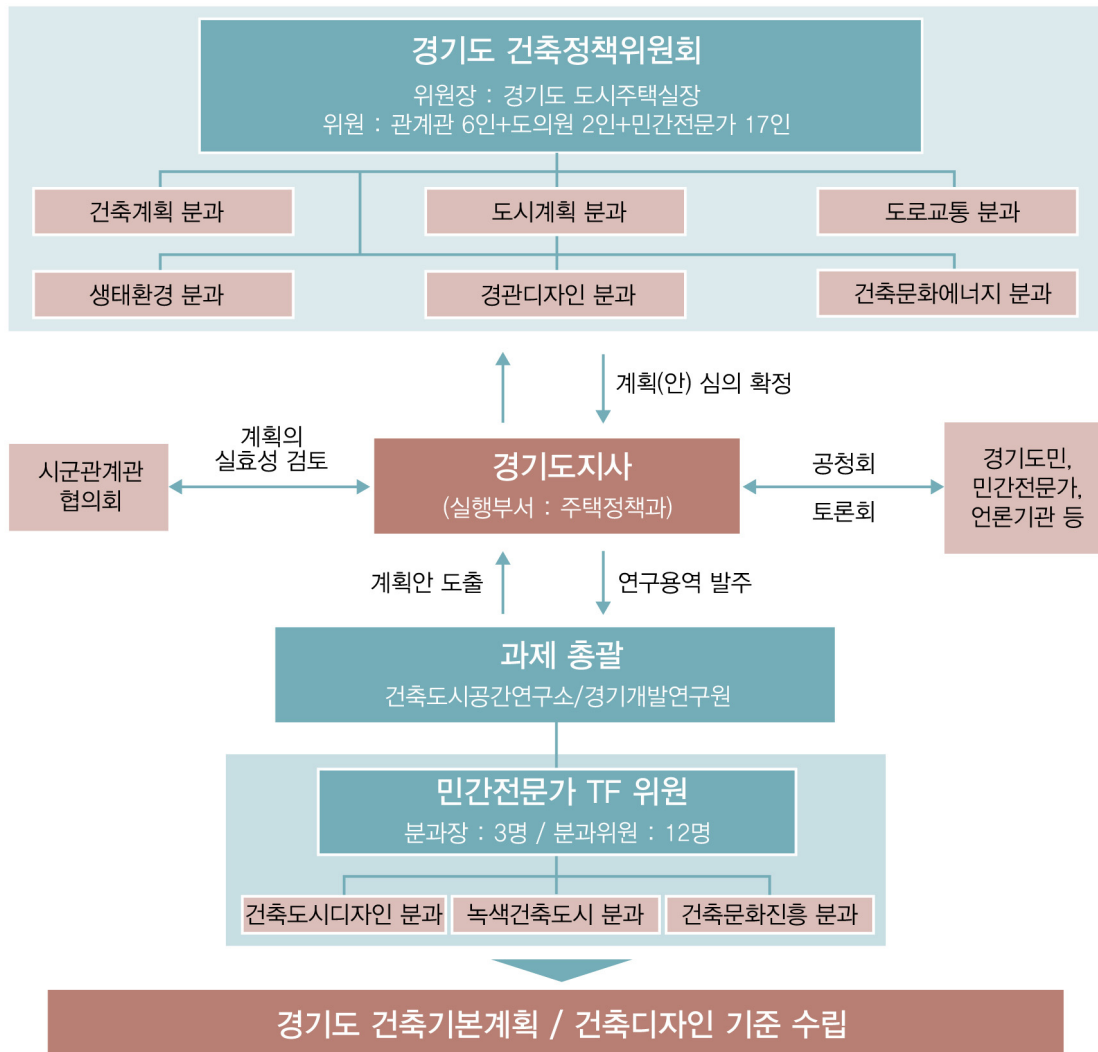 경기도 건축정책위원회
위원장 : 경기도 도시주택실장
위원 : 관계관 6인+도의원 2인+민간전문가 17인
건축계획 분과
도시계획 분과
도로교통 분과
생태환경 분과
경관디자인 분과
건축문화에너지 분과
계획(안) 심의 확정
시군관계관
협의회
계획의
실효성 검토
경기도지사
(실행부서 : 주택정책과)
공청회
토론회
경기도민,
민간전문가,
언론기관 등
계획안 도출
연구용역 발주
과제 총괄
건축도시공간연구소/경기개발연구원
민간전문가 TF 위원
분과장 : 3명 / 분과위원 : 12명
건축도시디자인 분과
녹색건축도시 분과
건축문화진흥 분과
경기도 건축기본계획 / 건축디자인 기준 수립